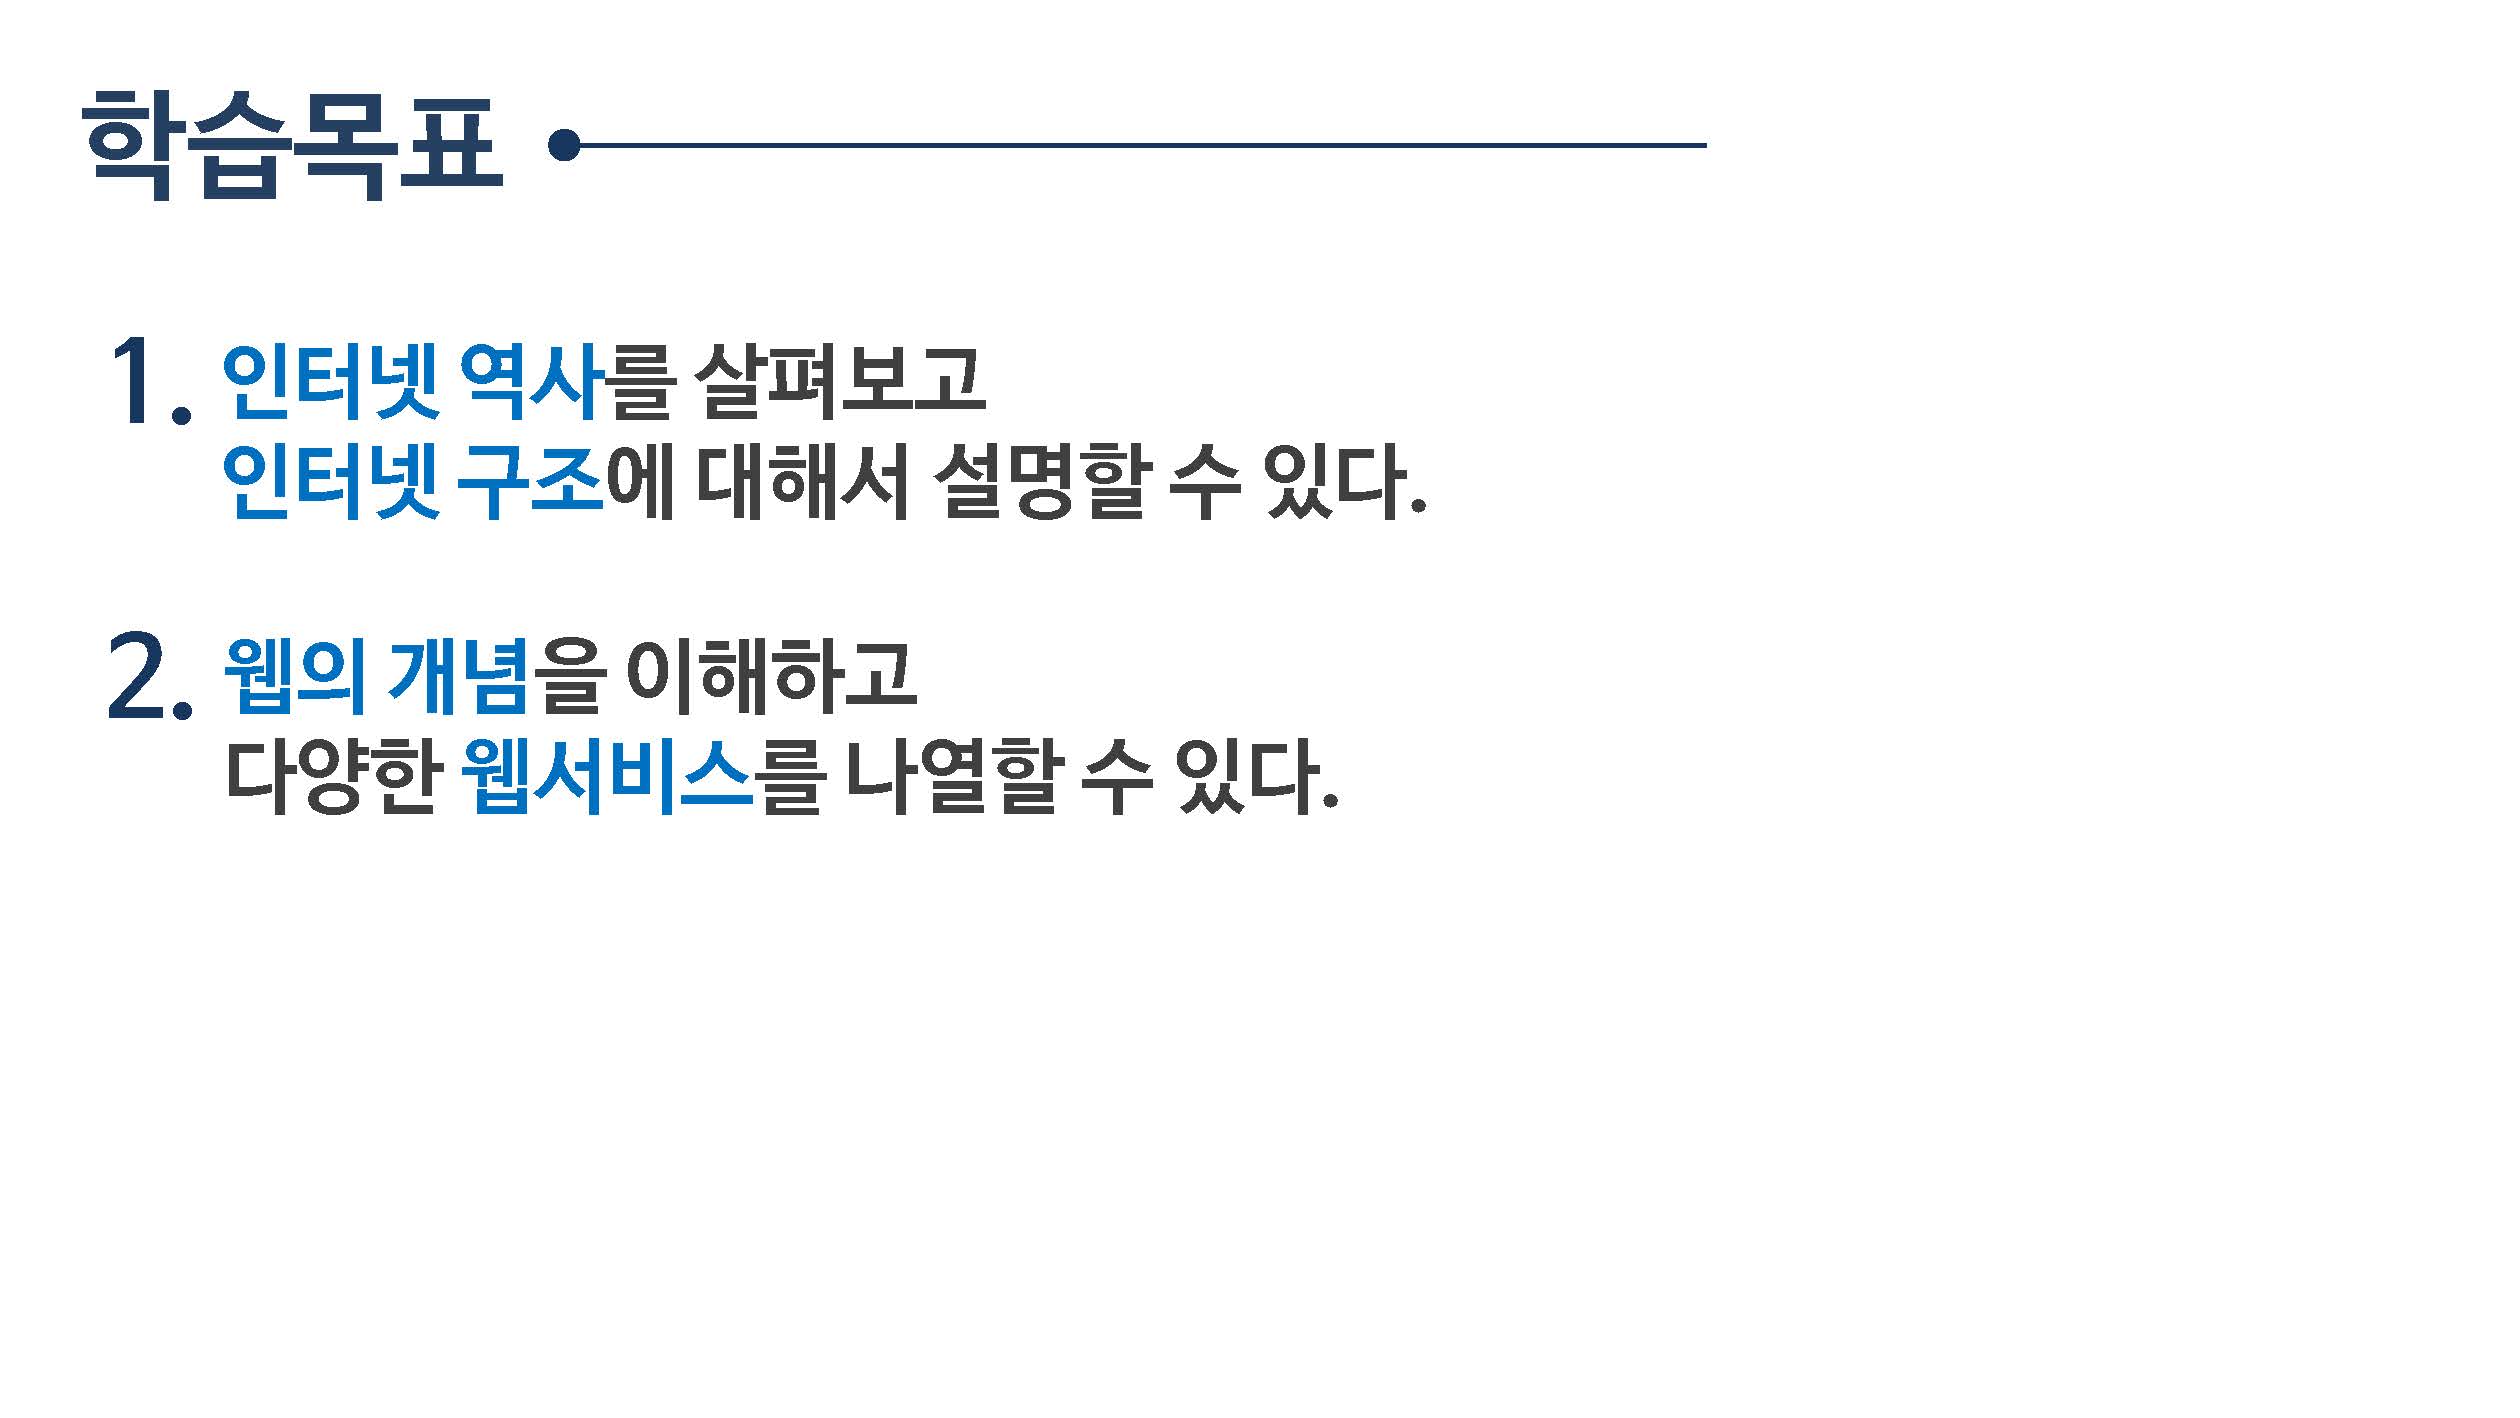 학습목표
1. 인터넷 역사를 살펴보고
인터넷 구조에 대해서 설명할 수 있다.
2. 웹의 개념을 이해하고
다양한 웹서비스를 나열할 수 있다.